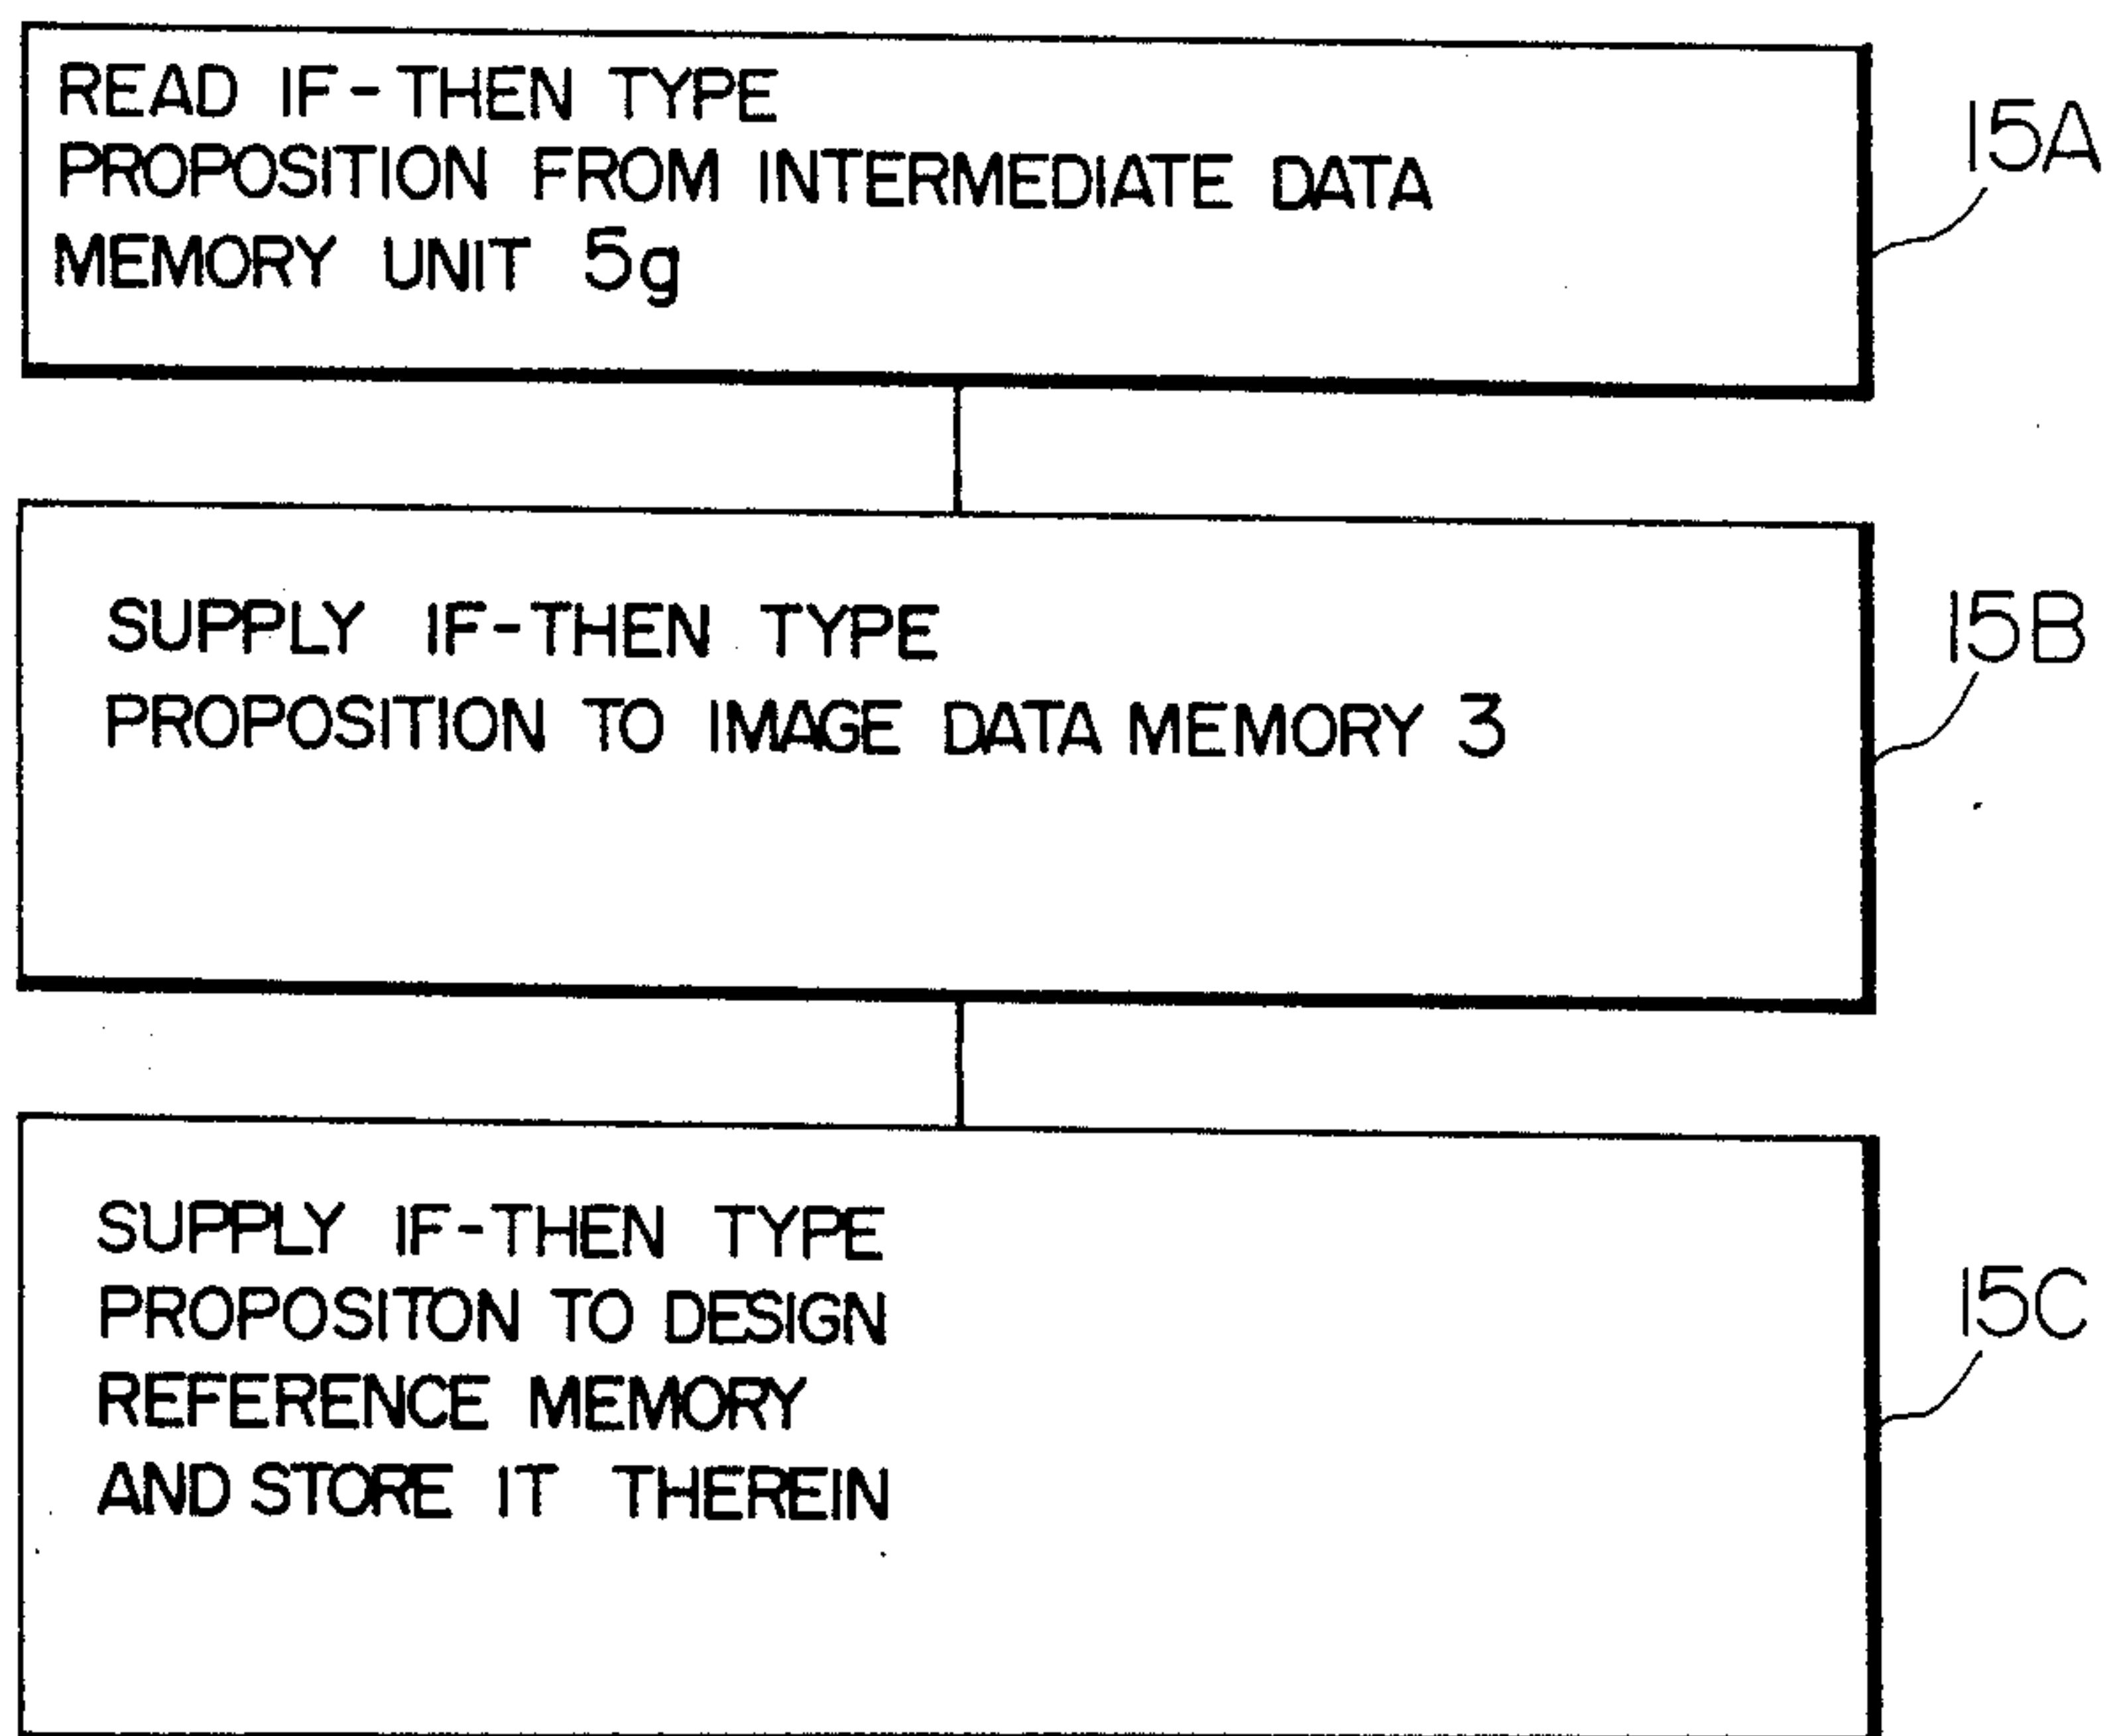 READ IF-THEN TYPE
PROPOSITION FROM INTERMEDIATE DATA
MEMORY UNIT 5g
15A
SUPPLY IF-THEN TYPE
PROPOSITION TO IMAGE DATA MEMORY 3
15B
SUPPLY IF-THEN TYPE
PROPOSITON TO DESIGN
REFERENCE MEMORY
AND STORE IT THEREIN
15C